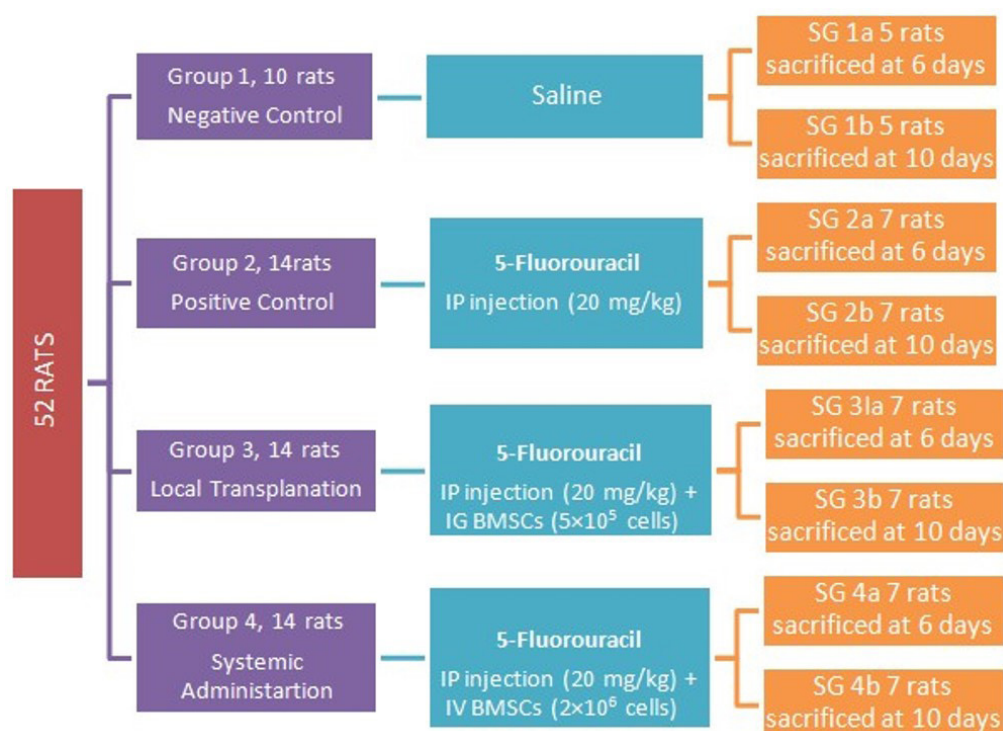 52 RATS
Group 1, 10 rats
Negative Control
Saline
SG 1a 5 rats
sacrificed at 6 days
SG 1b 5 rats
sacrificed at 10 days
Group 2, 14rats
Positive Control
5-Fluorouracil
IP injection (20 mg/kg)
SG 2a 7 rats
sacrificed at 6 days
SG 2b 7 rats
sacrificed at 10 days
Group 3, 14 rats
Local Transplanation
5-Fluorouracil
IP injection (20 mg/kg) +
IG BMSCs (5×10⁵ cells)
SG 3la 7 rats
sacrificed at 6 days
SG 3b 7 rats
sacrificed at 10 days
Group 4, 14 rats
Systemic
Administartion
5-Fluorouracil
IP injection (20 mg/kg) +
IV BMSCs (2×10⁶ cells)
SG 4a 7 rats
sacrificed at 6 days
SG 4b 7 rats
sacrificed at 10 days